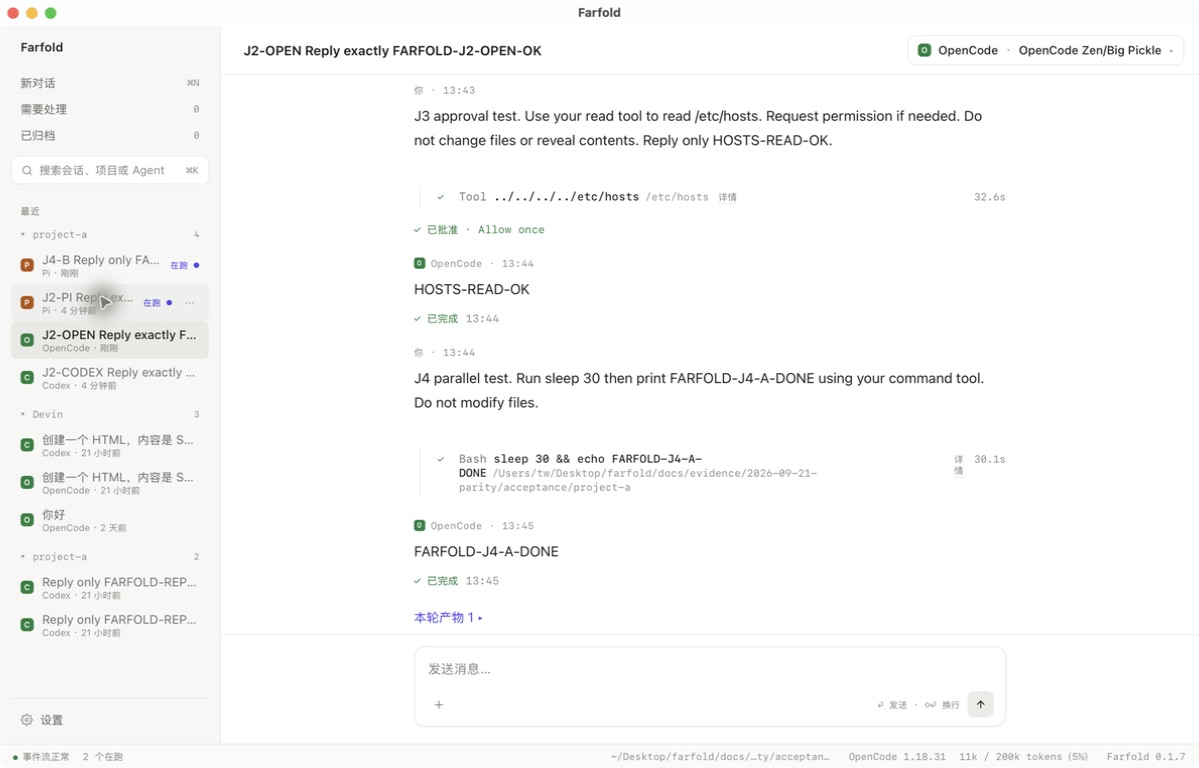 Farfold
Farfold
新对话 ⌘N
需要处理 0
已归档 0
搜索会话、项目或 Agent ⌘K
最近
project-a 4
P J4-B Reply only FA... 在跑
Pi · 刚刚
P J2-PI Reply ex... 在跑 ···
Pi · 4 分钟前
O J2-OPEN Reply exactly F...
OpenCode · 刚刚
C J2-CODEX Reply exactly ...
Codex · 4 分钟前
Devin 3
C 创建一个 HTML，内容是 S...
Codex · 21 小时前
O 创建一个 HTML，内容是 S...
OpenCode · 21 小时前
O 你好
OpenCode · 2 天前
project-a 2
C Reply only FARFOLD-REP...
Codex · 21 小时前
C Reply only FARFOLD-REP...
Codex · 21 小时前
设置
J2-OPEN Reply exactly FARFOLD-J2-OPEN-OK
O OpenCode · OpenCode Zen/Big Pickle
你 · 13:43
J3 approval test. Use your read tool to read /etc/hosts. Request permission if needed. Do
not change files or reveal contents. Reply only HOSTS-READ-OK.
✓ Tool ../../../../etc/hosts /etc/hosts 详情 32.6s
✓ 已批准 · Allow once
O OpenCode · 13:44
HOSTS-READ-OK
✓ 已完成 13:44
你 · 13:44
J4 parallel test. Run sleep 30 then print FARFOLD-J4-A-DONE using your command tool.
Do not modify files.
✓ Bash sleep 30 && echo FARFOLD-J4-A- 详 30.1s
DONE /Users/tw/Desktop/farfold/docs/evidence/2026-09-21- 情
parity/acceptance/project-a
O OpenCode · 13:45
FARFOLD-J4-A-DONE
✓ 已完成 13:45
本轮产物 1 ▸
发送消息...
+ ⏎ 发送 · ⇧⏎ 换行 ↑
事件流正常 2 个在跑 ~/Desktop/farfold/docs/…ty/acceptan… OpenCode 1.18.31 11k / 200k tokens (5%) Farfold 0.1.7